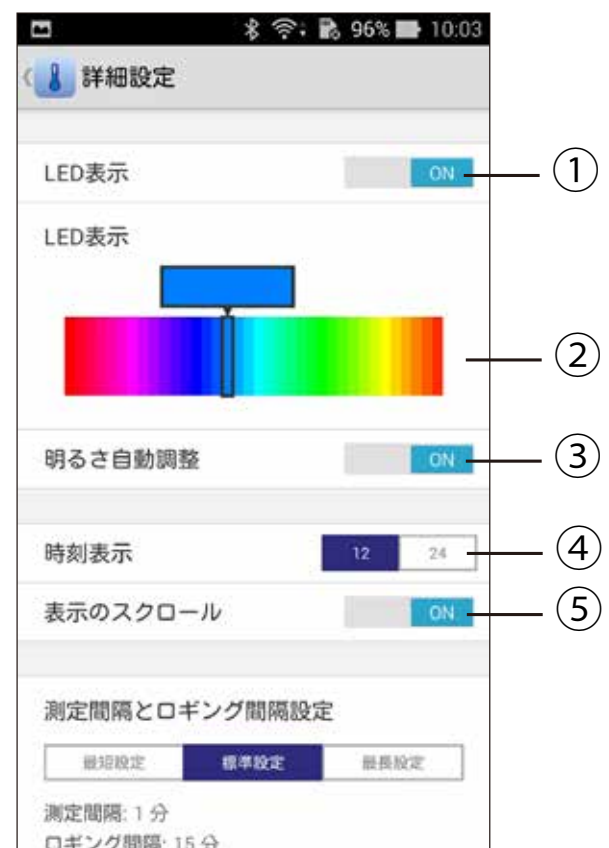 96% 10:03
詳細設定
LED表示 ON ①
LED表示
②
明るさ自動調整 ON ③
時刻表示 12 24 ④
表示のスクロール ON ⑤
測定間隔とロギング間隔設定
最短設定 標準設定 最長設定
測定間隔: 1 分
ロギング間隔: 15 分